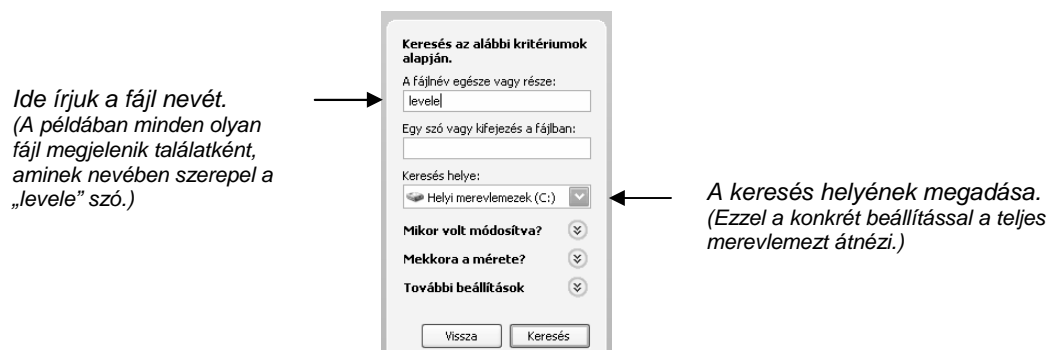 Ide írjuk a fájl nevét.
(A példában minden olyan
fájl megjelenik találatként,
aminek nevében szerepel a
„levele” szó.)
Keresés az alábbi kritériumok
alapján.
A fájlnév egésze vagy része:
levele
Egy szó vagy kifejezés a fájlban:
Keresés helye:
Helyi merevlemezek (C:)
Mikor volt módosítva?
Mekkora a mérete?
További beállítások
Vissza
Keresés
A keresés helyének megadása.
(Ezzel a konkrét beállítással a teljes
merevlemezt átnézi.)